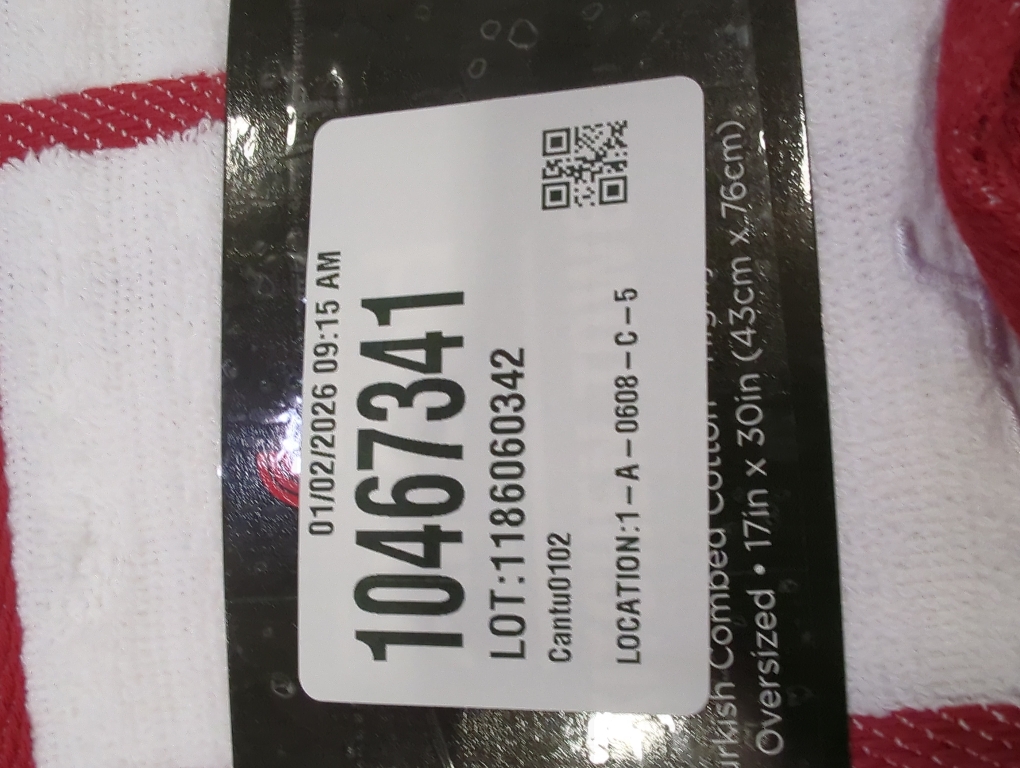 01/02/2026 09:15 AM
10467341
LOT:1186060342
Cantu0102
LOCATION:1-A-0608-C-5
Combed Cotton
Oversized • 17in x 30in (43cm x 76cm)